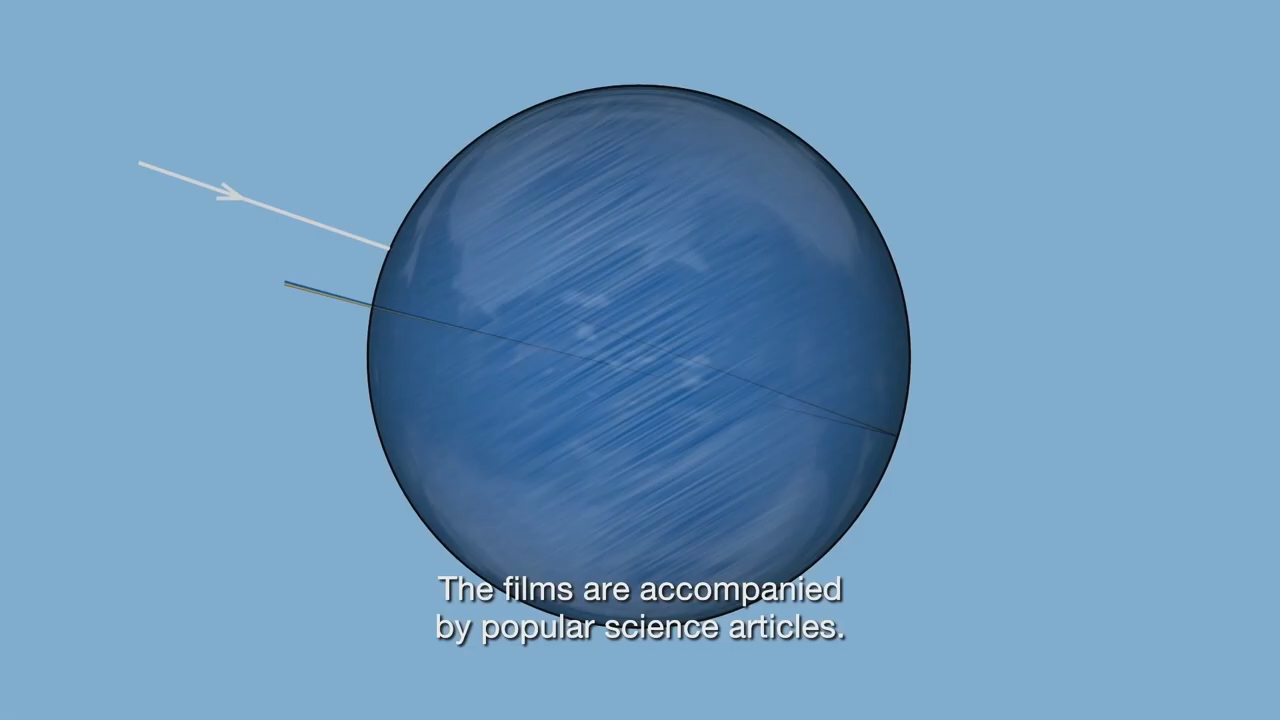 The films are accompanied
by popular science articles.